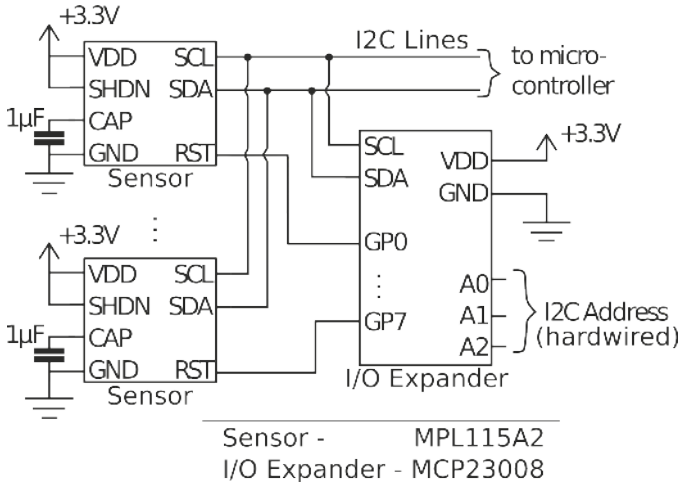 +3.3V
VDD SCL
SHDN SDA
CAP
1µF
GND RST
Sensor
I2C Lines
to micro-
controller
+3.3V
VDD SCL
SHDN SDA
CAP
1µF
GND RST
Sensor
SCL
SDA
VDD
GND
GP0
GP7
A0
A1
A2
I/O Expander
+3.3V
I2C Address
(hardwired)
Sensor - MPL115A2
I/O Expander - MCP23008